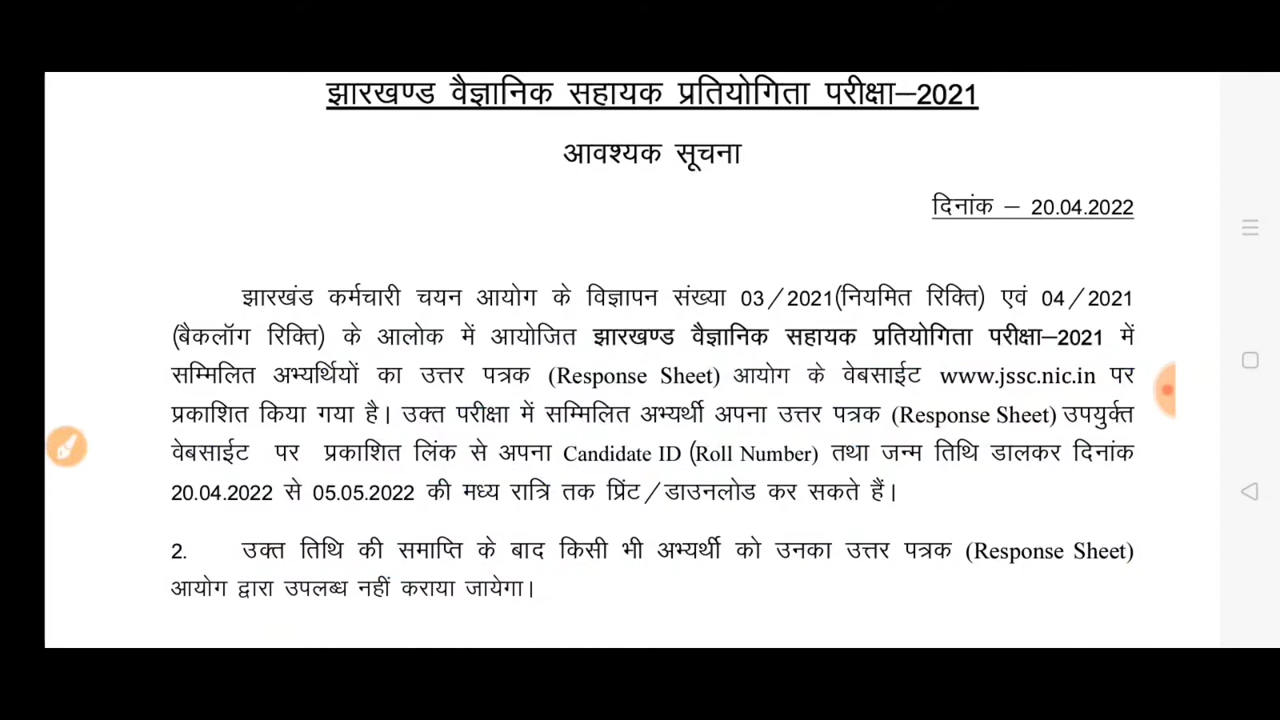 झारखण्ड वैज्ञानिक सहायक प्रतियोगिता परीक्षा–2021
आवश्यक सूचना
दिनांक – 20.04.2022
झारखंड कर्मचारी चयन आयोग के विज्ञापन संख्या 03/2021(नियमित रिक्ति) एवं 04/2021
(बैकलॉग रिक्ति) के आलोक में आयोजित झारखण्ड वैज्ञानिक सहायक प्रतियोगिता परीक्षा–2021 में
सम्मिलित अभ्यर्थियों का उत्तर पत्रक (Response Sheet) आयोग के वेबसाईट www.jssc.nic.in पर
प्रकाशित किया गया है। उक्त परीक्षा में सम्मिलित अभ्यर्थी अपना उत्तर पत्रक (Response Sheet) उपयुर्क्त
वेबसाईट पर प्रकाशित लिंक से अपना Candidate ID (Roll Number) तथा जन्म तिथि डालकर दिनांक
20.04.2022 से 05.05.2022 की मध्य रात्रि तक प्रिंट/डाउनलोड कर सकते हैं।
2. उक्त तिथि की समाप्ति के बाद किसी भी अभ्यर्थी को उनका उत्तर पत्रक (Response Sheet)
आयोग द्वारा उपलब्ध नहीं कराया जायेगा।